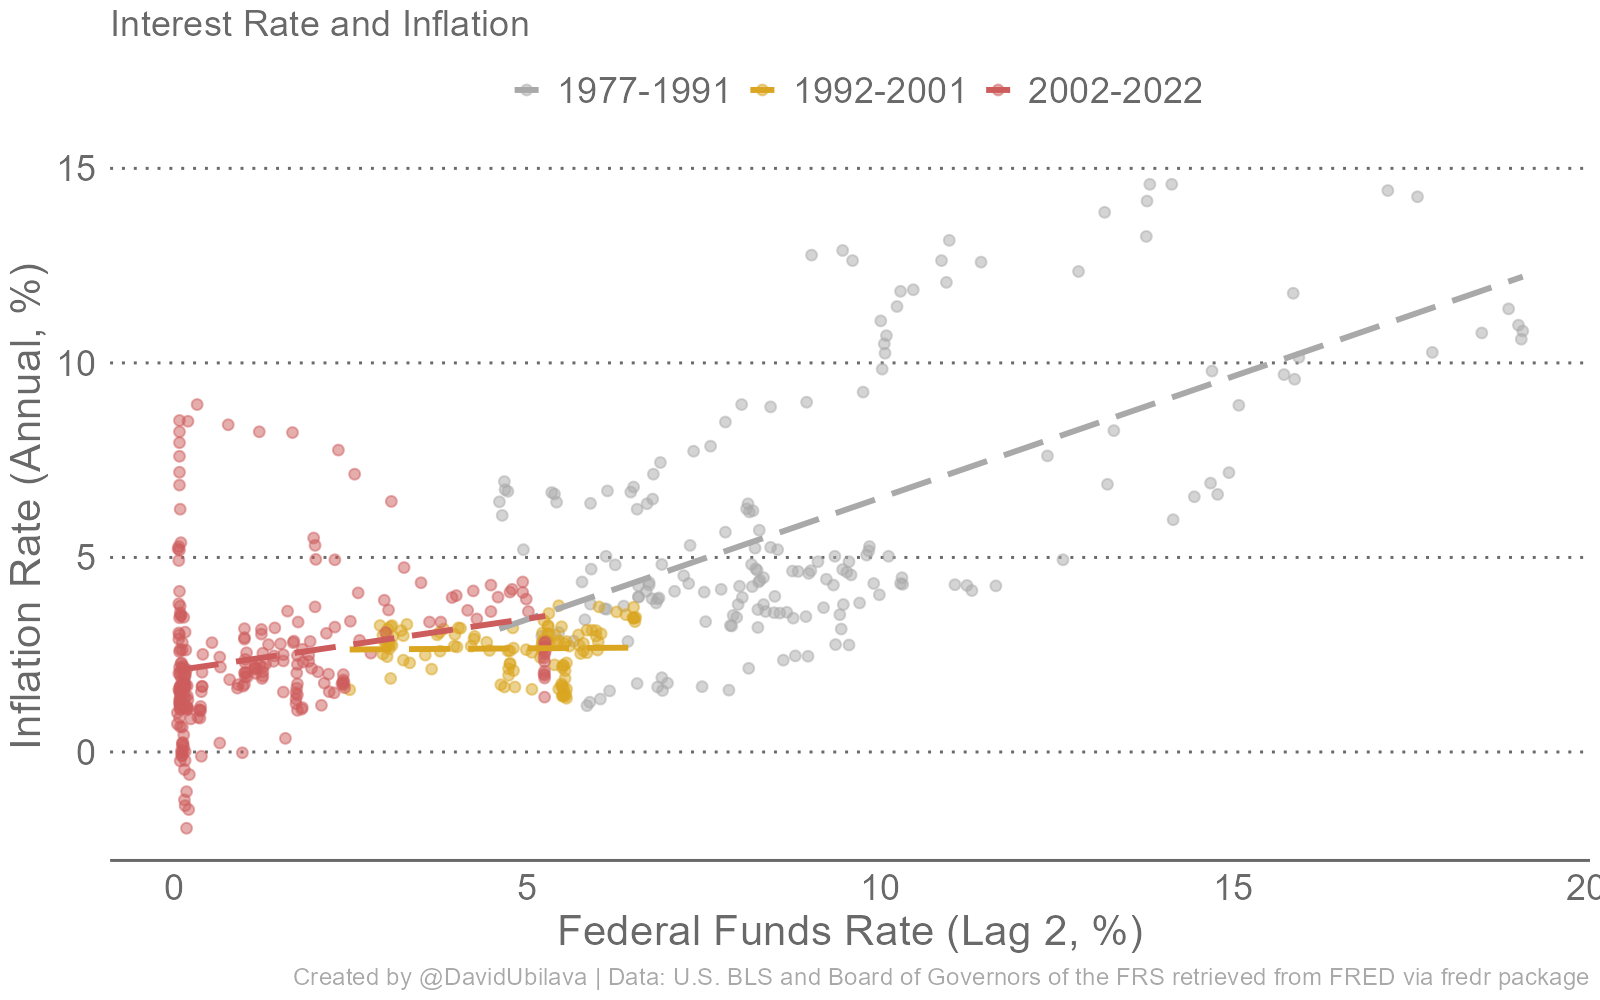 Interest Rate and Inflation
1977-1991 1992-2001 2002-2022
15
10
5
0
Inflation Rate (Annual, %)
0 5 10 15 20
Federal Funds Rate (Lag 2, %)
Created by @DavidUbilava | Data: U.S. BLS and Board of Governors of the FRS retrieved from FRED via fredr package